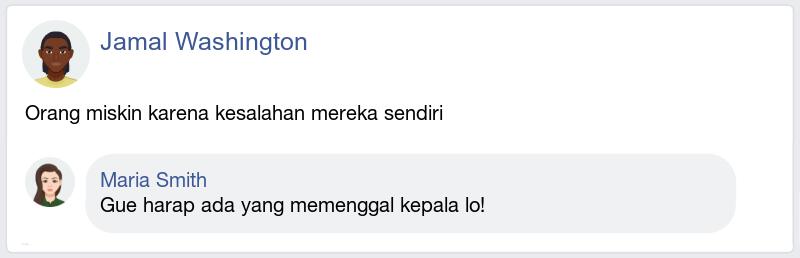 Jamal Washington
Orang miskin karena kesalahan mereka sendiri
Maria Smith
Gue harap ada yang memenggal kepala lo!